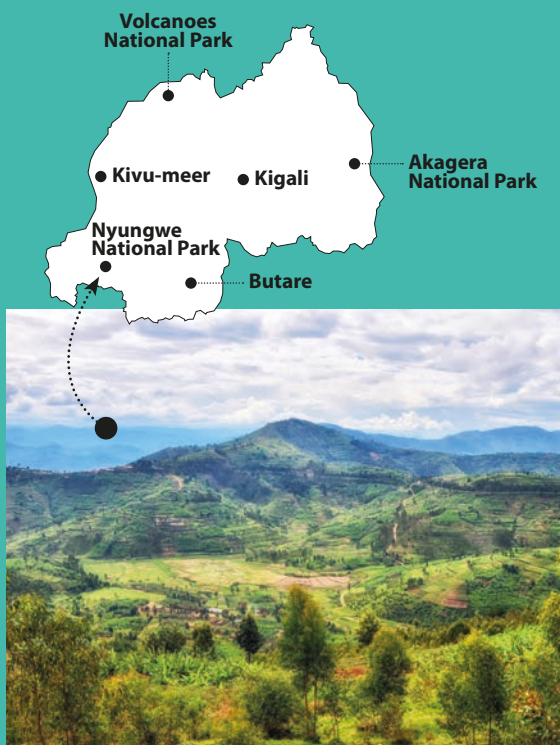 Volcanoes
National Park
Kivu-meer
Kigali
Akagera
National Park
Nyungwe
National Park
Butare